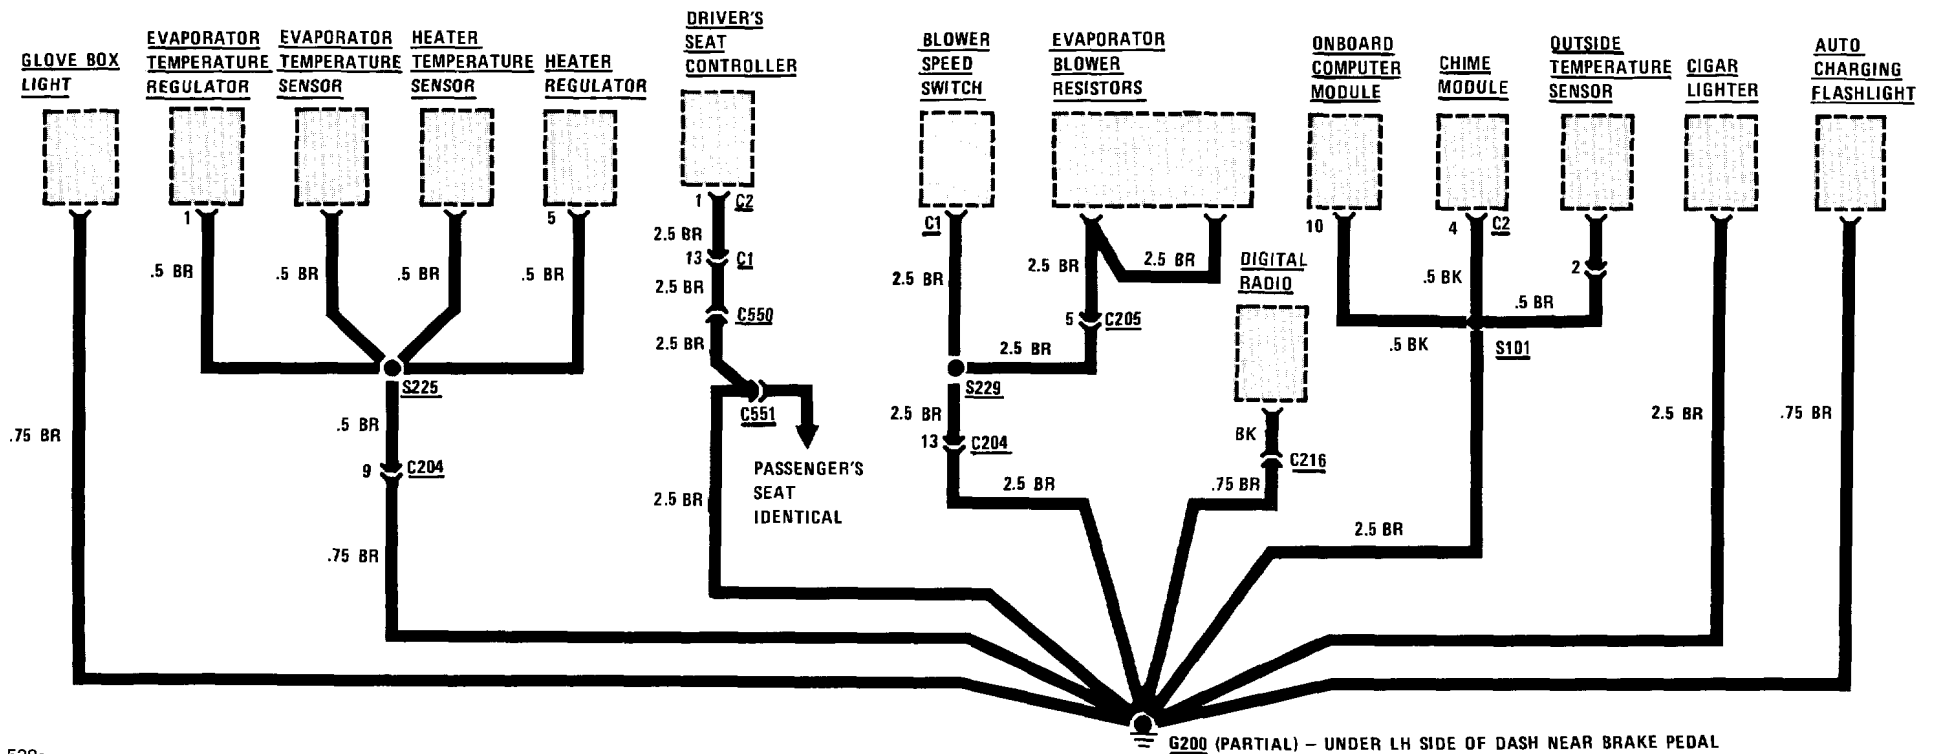 GLOVE BOX
LIGHT
EVAPORATOR
TEMPERATURE
REGULATOR
EVAPORATOR
TEMPERATURE
SENSOR
HEATER
TEMPERATURE
SENSOR
HEATER
REGULATOR
DRIVER'S
SEAT
CONTROLLER
BLOWER
SPEED
SWITCH
EVAPORATOR
BLOWER
RESISTORS
ONBOARD
COMPUTER
MODULE
CHIME
MODULE
OUTSIDE
TEMPERATURE
SENSOR
CIGAR
LIGHTER
AUTO
CHARGING
FLASHLIGHT
1
5
1 C2
C1
10
4 C2
2.5 BR
13 C1
.5 BR
.5 BR
.5 BR
.5 BR
2.5 BR
2.5 BR
2.5 BR
2.5 BR
DIGITAL
RADIO
.5 BK
2
.5 BR
C550
5 C205
2.5 BR
2.5 BR
.5 BK
S101
S225
S229
C551
.75 BR
.5 BR
2.5 BR
13 C204
BK
C216
2.5 BR
.75 BR
9 C204
PASSENGER'S
SEAT
IDENTICAL
2.5 BR
2.5 BR
.75 BR
2.5 BR
.75 BR
G200 (PARTIAL) – UNDER LH SIDE OF DASH NEAR BRAKE PEDAL